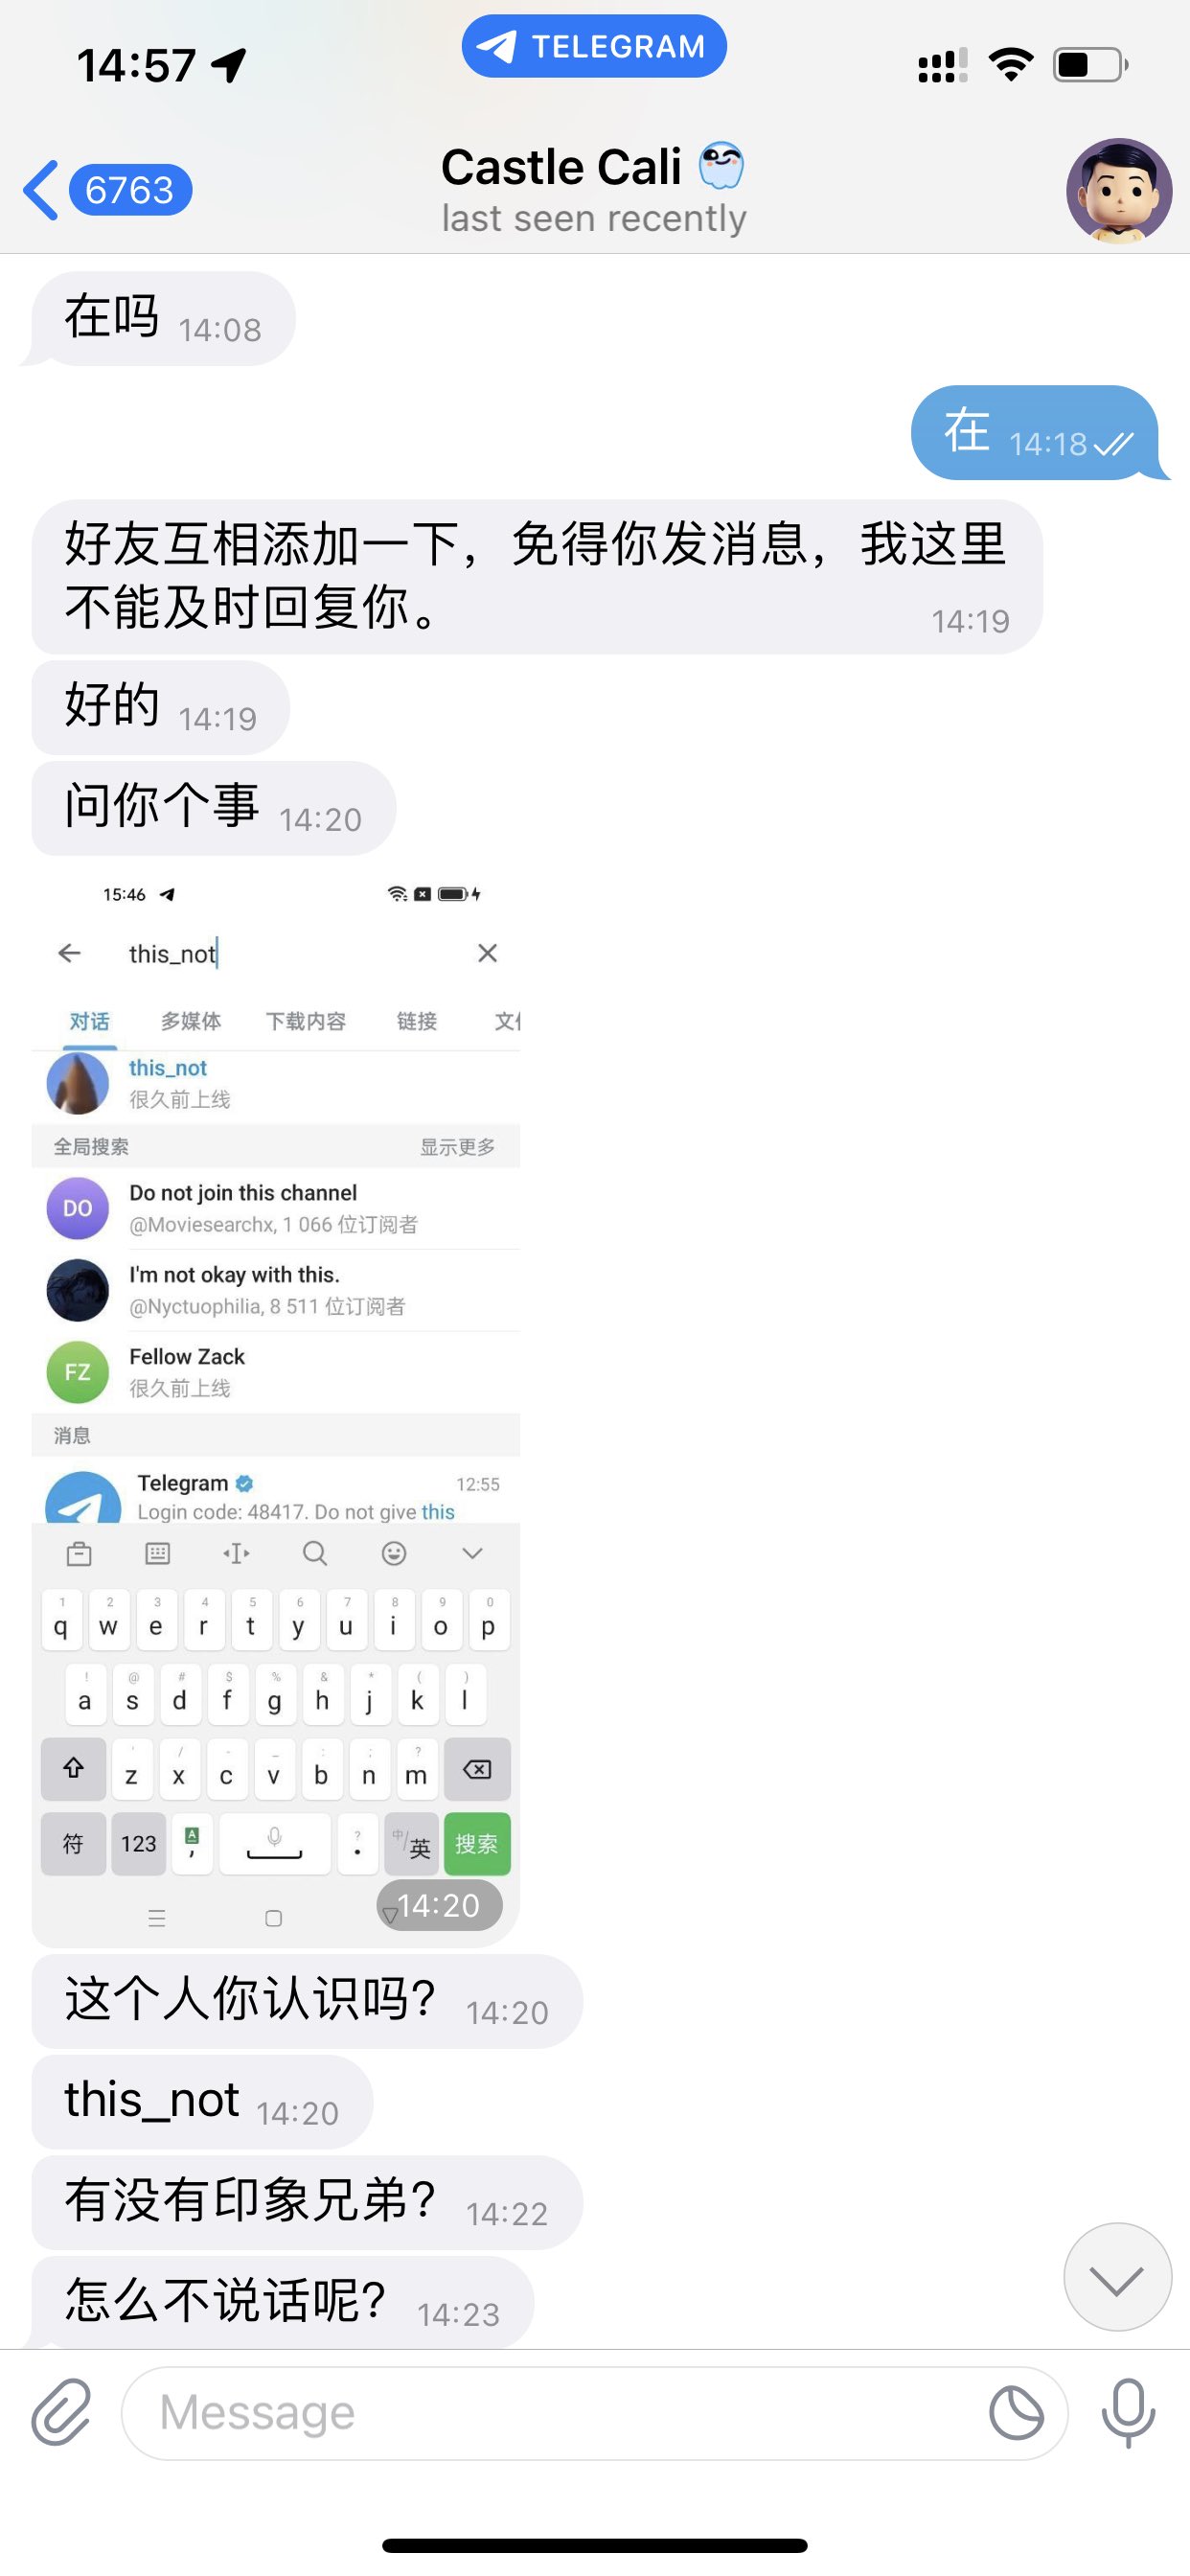 14:57
TELEGRAM
6763
Castle Cali
last seen recently
在吗 14:08
在 14:18
好友互相添加一下，免得你发消息，我这里
不能及时回复你。 14:19
好的 14:19
问你个事 14:20
15:46
this_not
对话 多媒体 下载内容 链接
this_not
很久前上线
全局搜索 显示更多
DO
Do not join this channel
@Moviesearchx, 1 066 位订阅者
I'm not okay with this.
@Nyctuophilia, 8 511 位订阅者
FZ
Fellow Zack
很久前上线
消息
Telegram 12:55
Login code: 48417. Do not give this
1 2 3 4 5 6 7 8 9 0
q w e r t y u i o p
! @ # $ % & * ( )
a s d f g h j k l
z x c v b n m
符 123 中/英 搜索
14:20
这个人你认识吗? 14:20
this_not 14:20
有没有印象兄弟? 14:22
怎么不说话呢? 14:23
Message